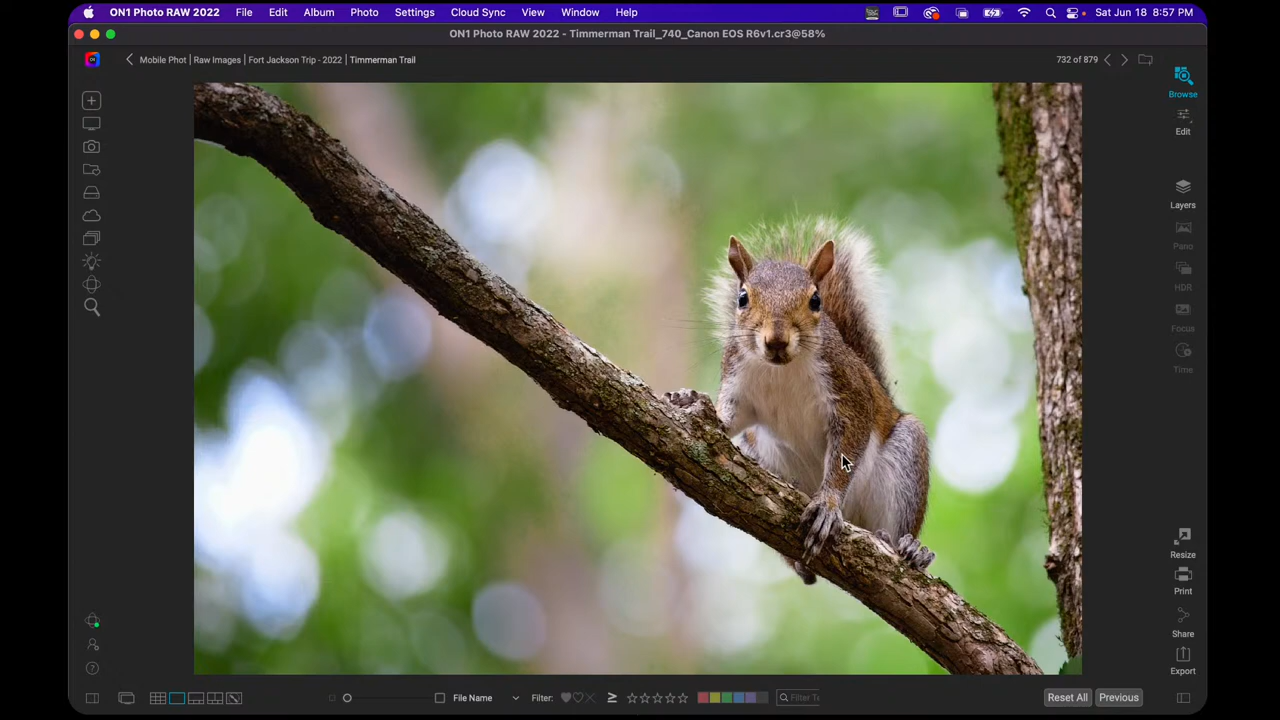 ON1 Photo RAW 2022 File Edit Album Photo Settings Cloud Sync View Window Help Sat Jun 18 8:57 PM
ON1 Photo RAW 2022 - Timmerman Trail_740_Canon EOS R6v1.cr3@58%
ON Mobile Phot | Raw Images | Fort Jackson Trip - 2022 | Timmerman Trail 732 of 879
Browse
Edit
Layers
Pano
HDR
Focus
Time
Resize
Print
Share
Export
File Name Filter: Filter Te Reset All Previous